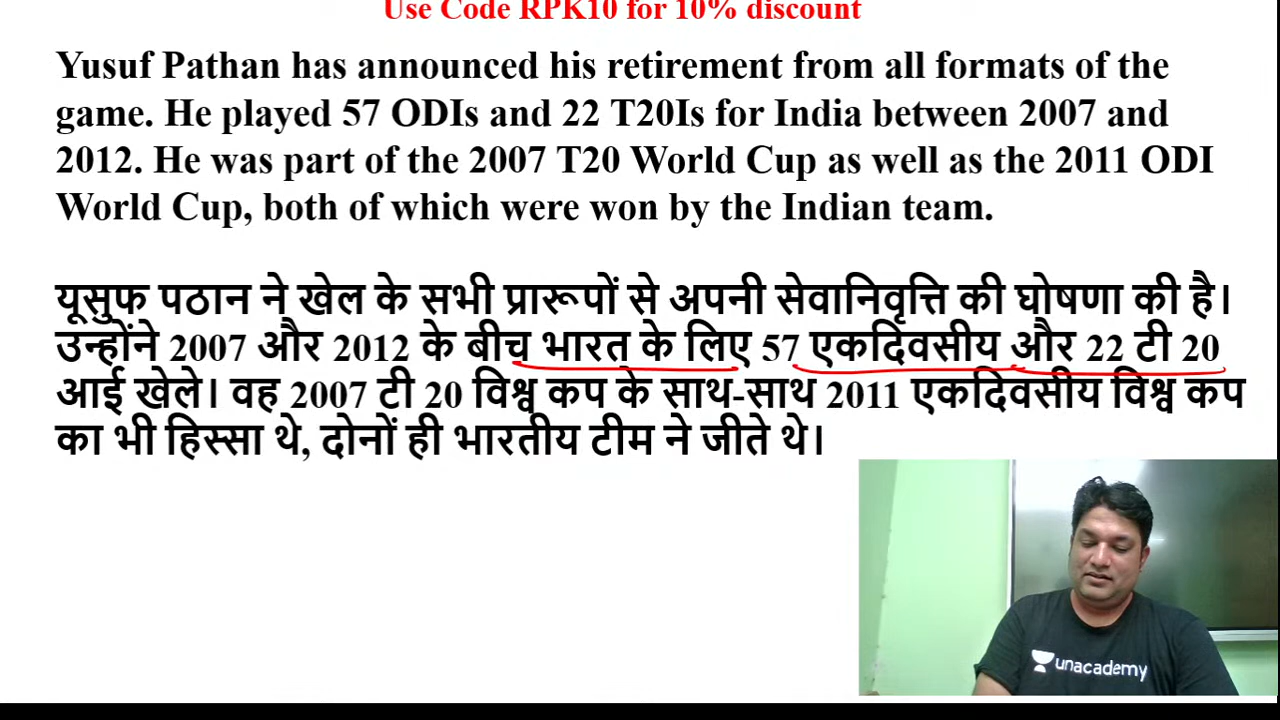 Use Code RPK10 for 10% discount
Yusuf Pathan has announced his retirement from all formats of the
game. He played 57 ODIs and 22 T20Is for India between 2007 and
2012. He was part of the 2007 T20 World Cup as well as the 2011 ODI
World Cup, both of which were won by the Indian team.
यूसुफ पठान ने खेल के सभी प्रारूपों से अपनी सेवानिवृत्ति की घोषणा की है।
उन्होंने 2007 और 2012 के बीच भारत के लिए 57 एकदिवसीय और 22 टी 20
आई खेले। वह 2007 टी 20 विश्व कप के साथ-साथ 2011 एकदिवसीय विश्व कप
का भी हिस्सा थे, दोनों ही भारतीय टीम ने जीते थे।
unacademy